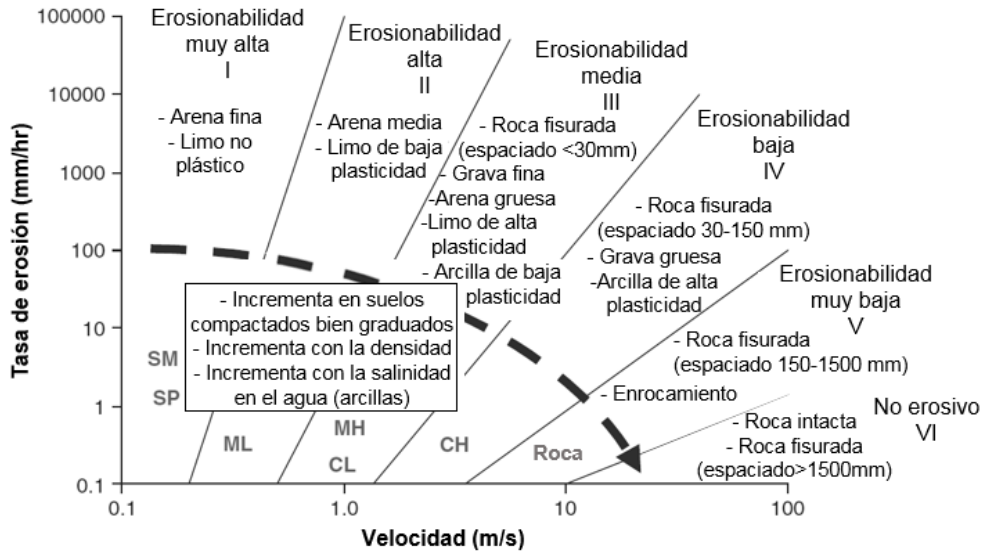 100000
10000
1000
100
10
1
0.1
Tasa de erosión (mm/hr)
Erosionabilidad
muy alta
I
- Arena fina
- Limo no
plástico
Erosionabilidad
alta
II
- Arena media
- Limo de baja
plasticidad
Erosionabilidad
media
III
- Roca fisurada
(espaciado <30mm)
- Grava fina
-Arena gruesa
-Limo de alta
plasticidad
- Arcilla de baja
plasticidad
Erosionabilidad
baja
IV
- Roca fisurada
(espaciado 30-150 mm)
- Grava gruesa
-Arcilla de alta
plasticidad
Erosionabilidad
muy baja
V
- Roca fisurada
(espaciado 150-1500 mm)
- Enrocamiento
No erosivo
VI
- Roca intacta
- Roca fisurada
(espaciado>1500mm)
- Incrementa en suelos
compactados bien graduados
- Incrementa con la densidad
- Incrementa con la salinidad
en el agua (arcillas)
SM
SP
ML
MH
CL
CH
Roca
0.1
1.0
10
100
Velocidad (m/s)